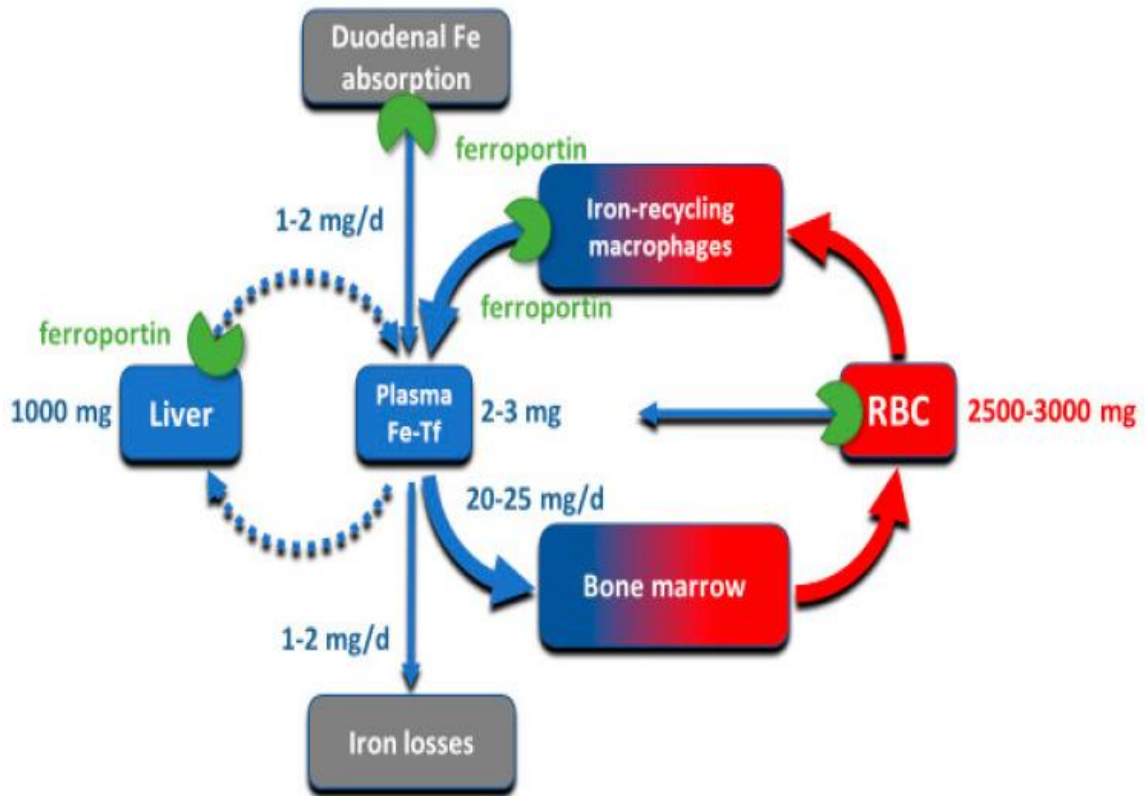 Duodenal Fe
absorption
ferroportin
Iron-recycling
macrophages
1-2 mg/d
ferroportin
ferroportin
1000 mg
Liver
Plasma
Fe-Tf
2-3 mg
RBC
2500-3000 mg
20-25 mg/d
Bone marrow
1-2 mg/d
Iron losses